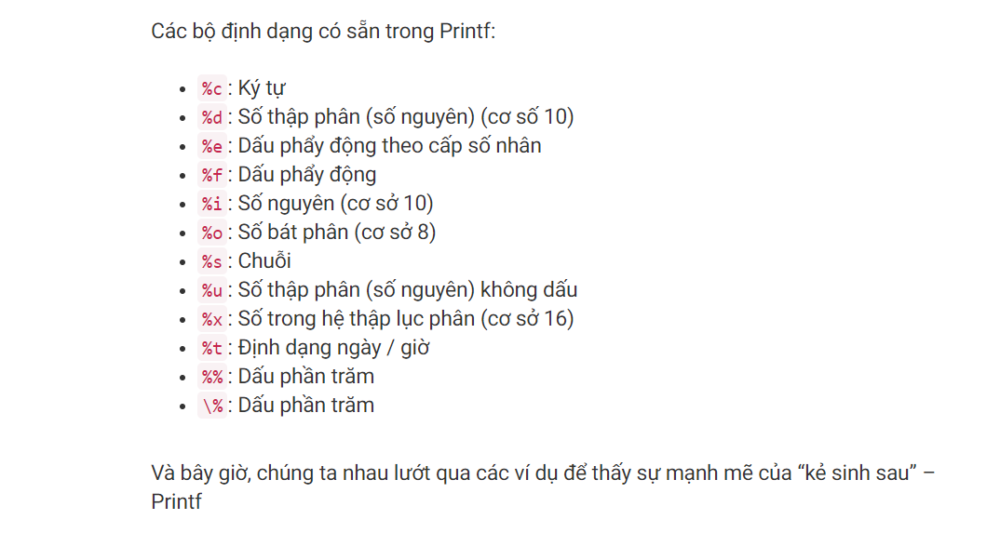 Các bộ định dạng có sẵn trong Printf:
%c: Ký tự
%d: Số thập phân (số nguyên) (cơ số 10)
%e: Dấu phẩy động theo cấp số nhân
%f: Dấu phẩy động
%i: Số nguyên (cơ sở 10)
%o: Số bát phân (cơ sở 8)
%s: Chuỗi
%u: Số thập phân (số nguyên) không dấu
%x: Số trong hệ thập lục phân (cơ sở 16)
%t: Định dạng ngày / giờ
%%: Dấu phần trăm
\%: Dấu phần trăm
Và bây giờ, chúng ta nhau lướt qua các ví dụ để thấy sự mạnh mẽ của “kẻ sinh sau” –
Printf